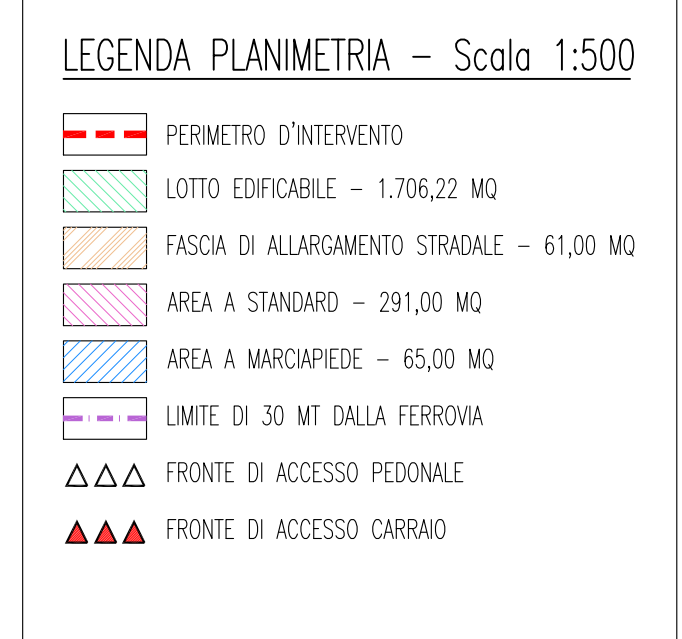 LEGENDA PLANIMETRIA – Scala 1:500
PERIMETRO D'INTERVENTO
LOTTO EDIFICABILE – 1.706,22 MQ
FASCIA DI ALLARGAMENTO STRADALE – 61,00 MQ
AREA A STANDARD – 291,00 MQ
AREA A MARCIAPIEDE – 65,00 MQ
LIMITE DI 30 MT DALLA FERROVIA
FRONTE DI ACCESSO PEDONALE
FRONTE DI ACCESSO CARRAIO